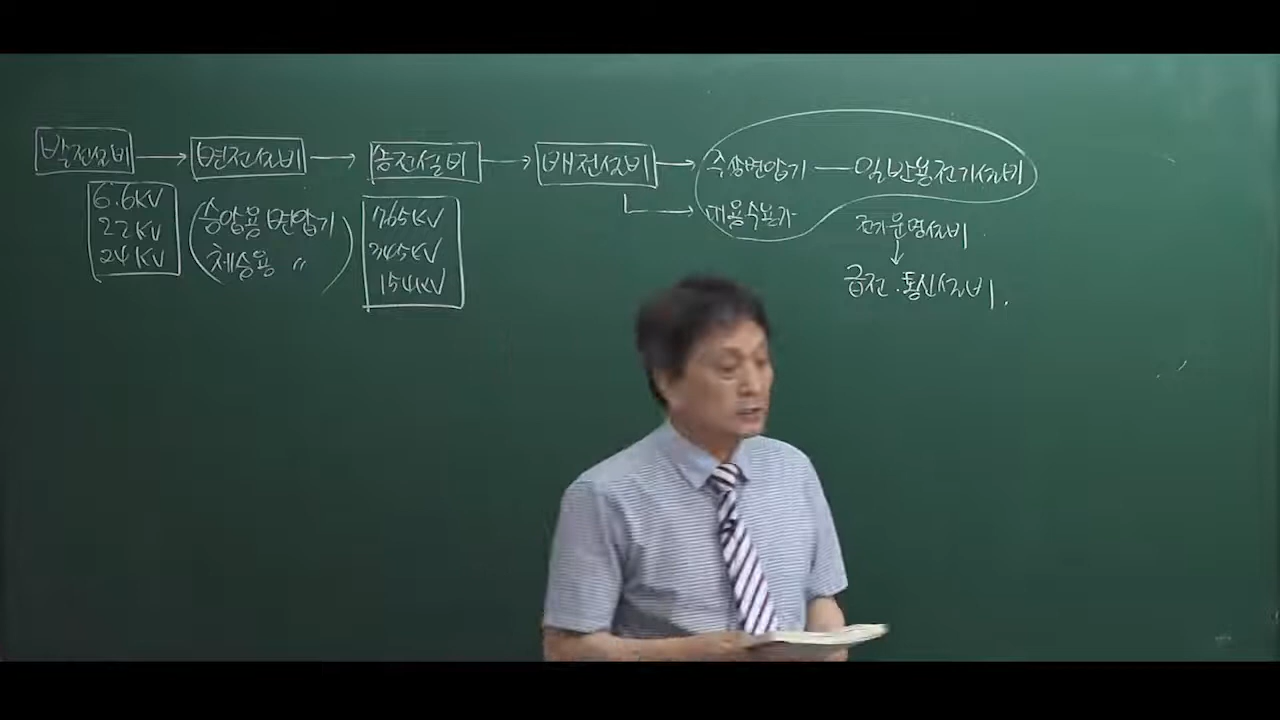 발전설비 → 변전설비 → 송전설비 → 배전설비 → 주상변압기 — 일반용전기설비
6.6KV
22KV
24KV
(승압용 변압기
체승용 〃)
765KV
345KV
154KV
대용수용가
전기운영설비
↓
급전·통신설비.